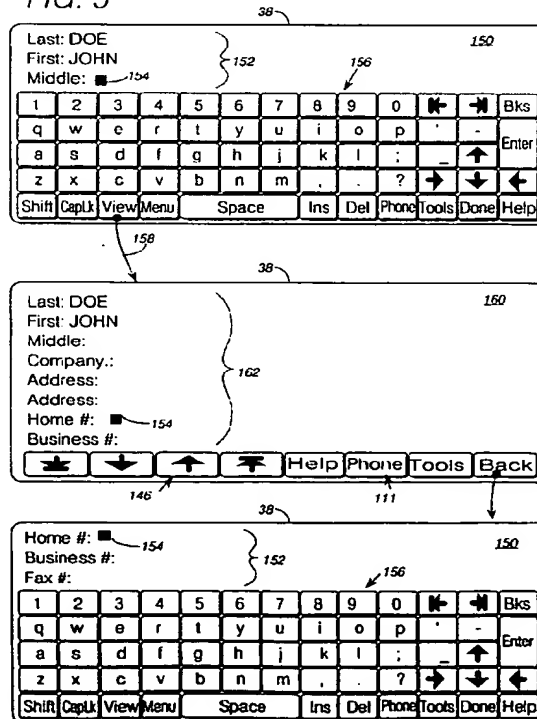 38
150
Last: DOE
First: JOHN
Middle:
152
154
156
1 2 3 4 5 6 7 8 9 0 Bks
q w e r t y u i o p ' - Enter
a s d f g h j k l ; _
z x c v b n m , . ?
Shift CapLk View Menu Space Ins Del Phone Tools Done Help
158
38
160
Last: DOE
First: JOHN
Middle:
Company.:
Address:
Address:
Home #:
Business #:
162
154
Help Phone Tools Back
146
111
38
150
Home #:
Business #:
Fax #:
154
152
156
1 2 3 4 5 6 7 8 9 0 Bks
q w e r t y u i o p ' - Enter
a s d f g h j k l ; _
z x c v b n m , . ?
Shift CapLk View Menu Space Ins Del Phone Tools Done Help